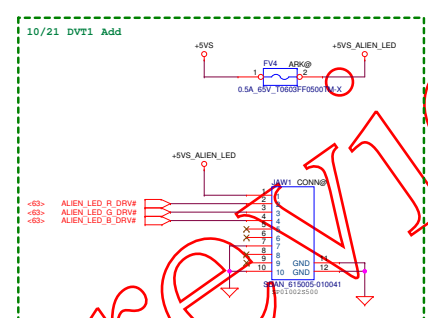 10/21 DVT1 Add
+5VS
+5VS_ALIEN_LED
FV4 ARK@
1 2
0.5A_65V_T0603FF0500TM-X
+5VS_ALIEN_LED
JAW1 CONN@
1 1
<63> ALIEN_LED_R_DRV# 2 2
<63> ALIEN_LED_G_DRV# 3 3
<63> ALIEN_LED_B_DRV# 4 4
5 5
6 6
7 7
8 8
9 9 GND 11
10 10 GND 12
SP01002S500